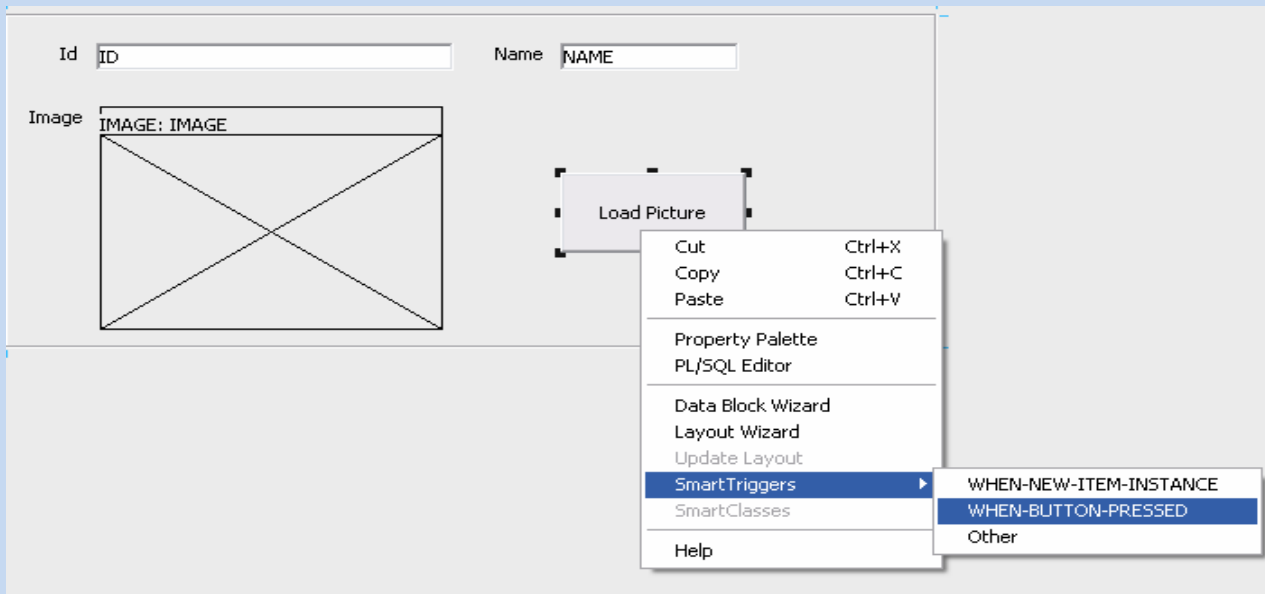 Id ID Name NAME
Image IMAGE: IMAGE
Load Picture
Cut Ctrl+X
Copy Ctrl+C
Paste Ctrl+V
Property Palette
PL/SQL Editor
Data Block Wizard
Layout Wizard
Update Layout
SmartTriggers WHEN-NEW-ITEM-INSTANCE
SmartClasses WHEN-BUTTON-PRESSED
Other
Help